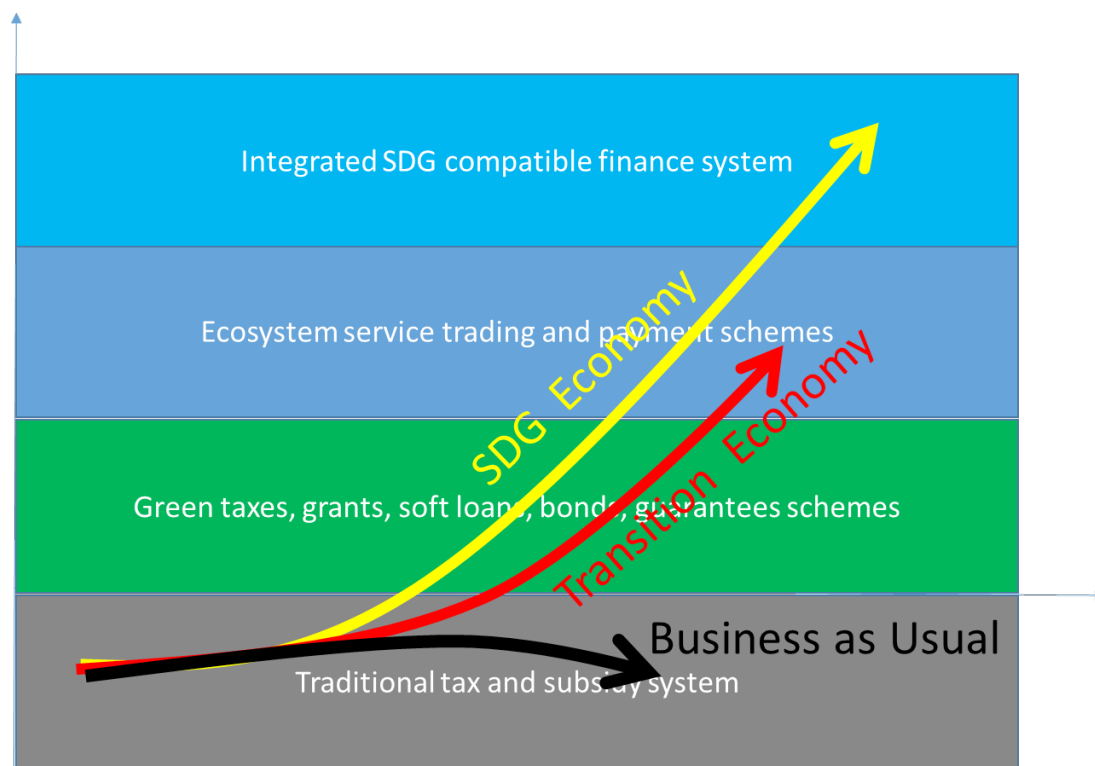 Integrated SDG compatible finance system
SDG Economy
Ecosystem service trading and payment schemes
Transition Economy
Green taxes, grants, soft loans, bonds, guarantees schemes
Business as Usual
Traditional tax and subsidy system